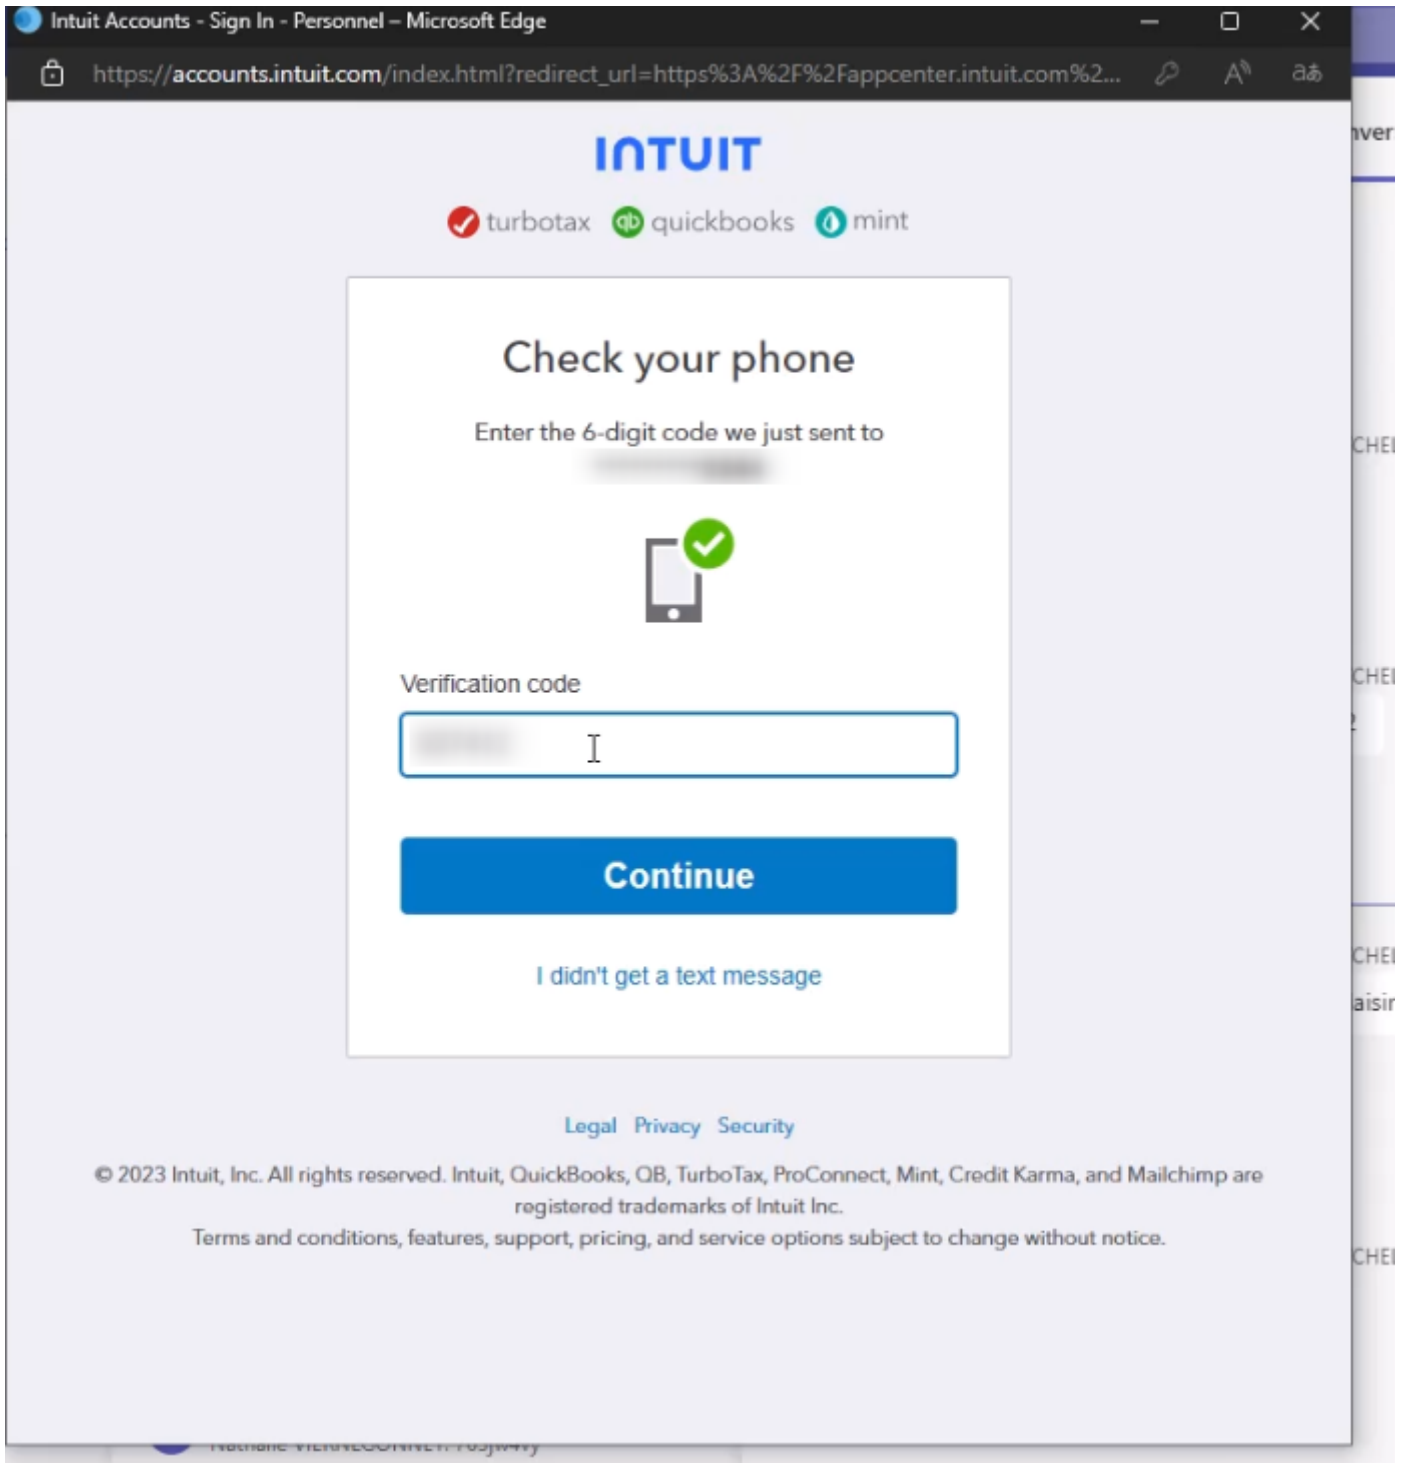 Intuit Accounts - Sign In - Personnel – Microsoft Edge
https://accounts.intuit.com/index.html?redirect_url=https%3A%2F%2Fappcenter.intuit.com%2...
INTUIT
turbotax quickbooks mint
Check your phone
Enter the 6-digit code we just sent to
Verification code
Continue
I didn't get a text message
Legal Privacy Security
© 2023 Intuit, Inc. All rights reserved. Intuit, QuickBooks, QB, TurboTax, ProConnect, Mint, Credit Karma, and Mailchimp are
registered trademarks of Intuit Inc.
Terms and conditions, features, support, pricing, and service options subject to change without notice.